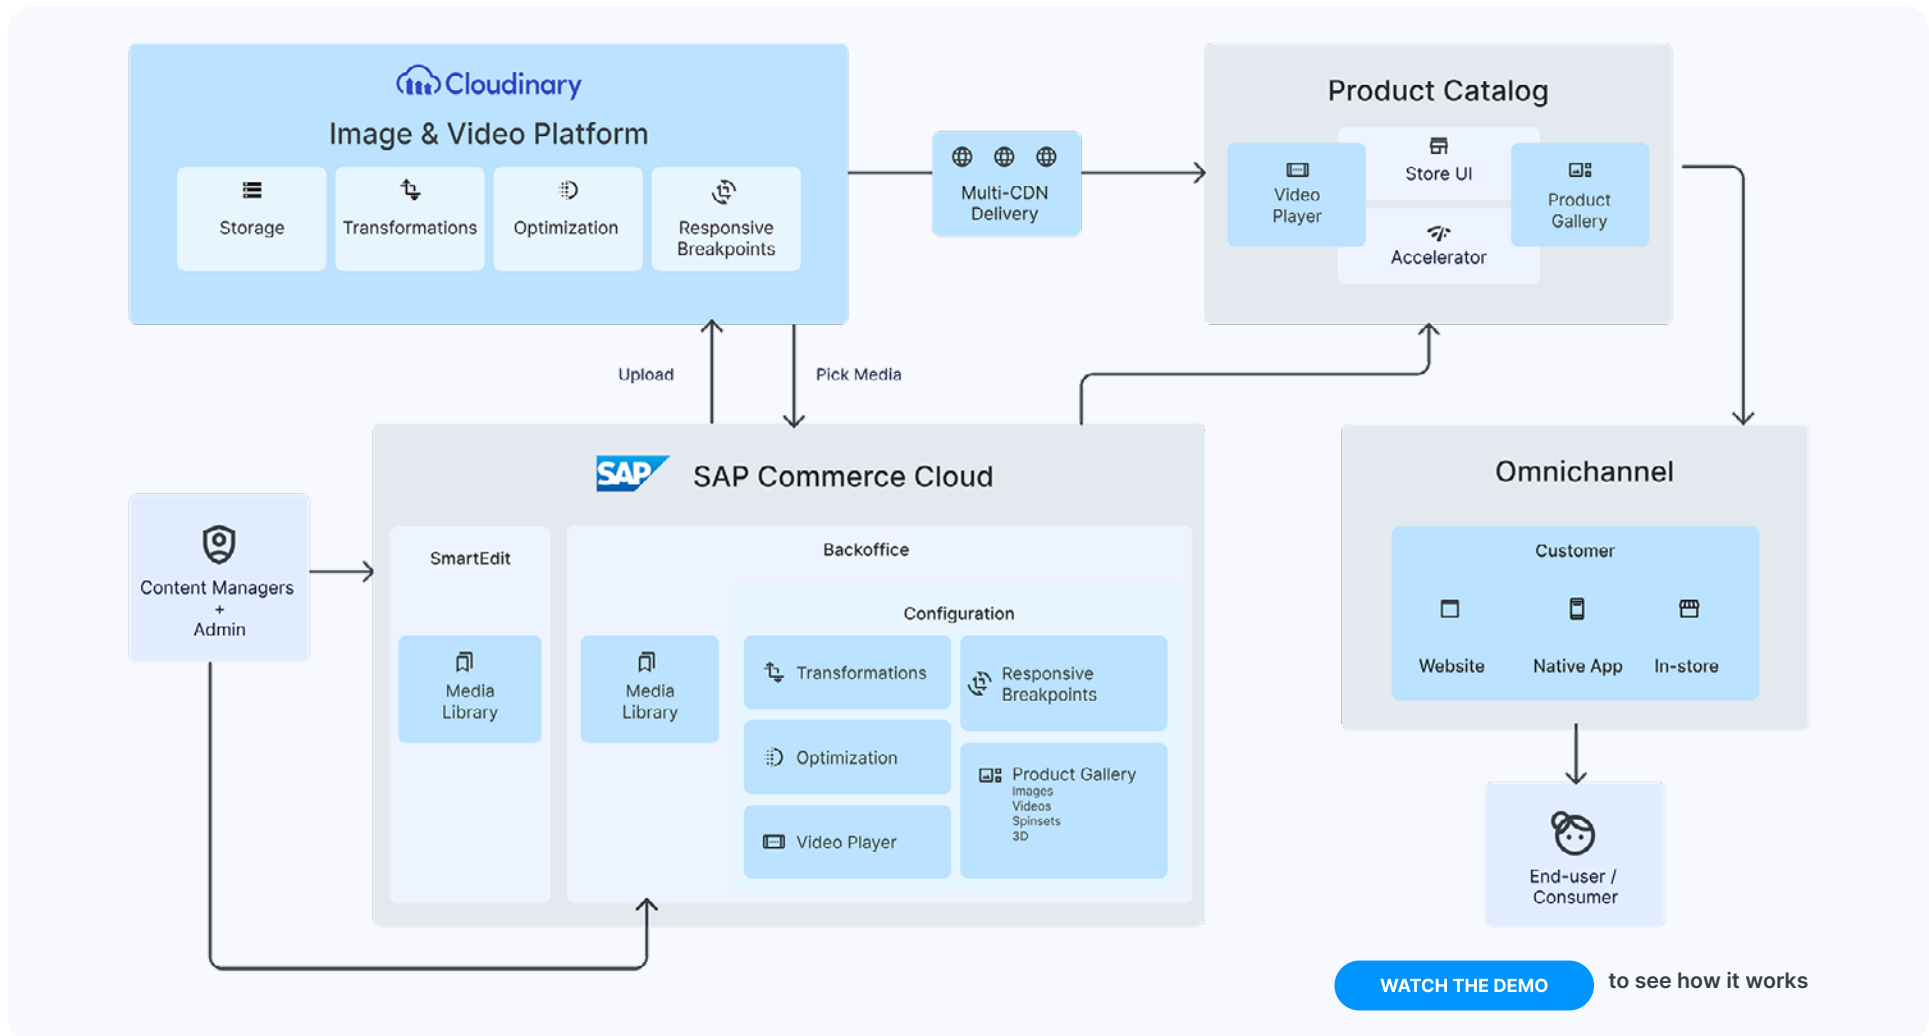 Cloudinary
Image & Video Platform
Storage
Transformations
Optimization
Responsive
Breakpoints
Multi-CDN
Delivery
Product Catalog
Video
Player
Store UI
Accelerator
Product
Gallery
Upload
Pick Media
Content Managers
+
Admin
SAP
SAP Commerce Cloud
SmartEdit
Media
Library
Backoffice
Media
Library
Configuration
Transformations
Optimization
Video Player
Responsive
Breakpoints
Product Gallery
Images
Videos
Spinsets
3D
Omnichannel
Customer
Website
Native App
In-store
End-user /
Consumer
WATCH THE DEMO
to see how it works